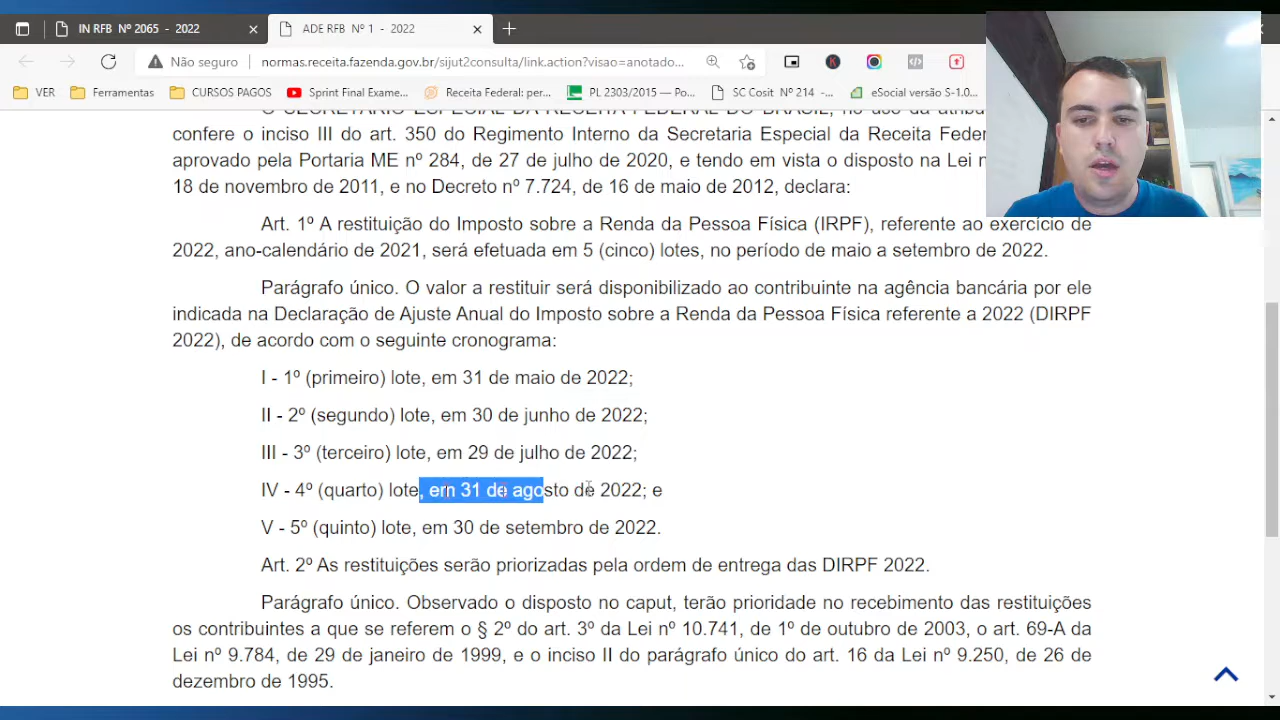 IN RFB Nº 2065 - 2022
ADE RFB Nº 1 - 2022
Não seguro
normas.receita.fazenda.gov.br/sijut2consulta/link.action?visao=anotado...
VER
Ferramentas
CURSOS PAGOS
Sprint Final Exame...
Receita Federal: per...
PL 2303/2015 — Po...
SC Cosit Nº 214 -...
eSocial versão S-1.0...
O SECRETÁRIO ESPECIAL DA RECEITA FEDERAL DO BRASIL, no uso da
confere o inciso III do art. 350 do Regimento Interno da Secretaria Especial da Receita
aprovado pela Portaria ME nº 284, de 27 de julho de 2020, e tendo em vista o disposto na Lei
18 de novembro de 2011, e no Decreto nº 7.724, de 16 de maio de 2012, declara:
Art. 1º A restituição do Imposto sobre a Renda da Pessoa Física (IRPF), referente ao exercício de
2022, ano-calendário de 2021, será efetuada em 5 (cinco) lotes, no período de maio a setembro de 2022.
Parágrafo único. O valor a restituir será disponibilizado ao contribuinte na agência bancária por ele
indicada na Declaração de Ajuste Anual do Imposto sobre a Renda da Pessoa Física referente a 2022 (DIRPF
2022), de acordo com o seguinte cronograma:
I - 1º (primeiro) lote, em 31 de maio de 2022;
II - 2º (segundo) lote, em 30 de junho de 2022;
III - 3º (terceiro) lote, em 29 de julho de 2022;
IV - 4º (quarto) lote, em 31 de agosto de 2022; e
V - 5º (quinto) lote, em 30 de setembro de 2022.
Art. 2º As restituições serão priorizadas pela ordem de entrega das DIRPF 2022.
Parágrafo único. Observado o disposto no caput, terão prioridade no recebimento das restituições
os contribuintes a que se referem o § 2º do art. 3º da Lei nº 10.741, de 1º de outubro de 2003, o art. 69-A da
Lei nº 9.784, de 29 de janeiro de 1999, e o inciso II do parágrafo único do art. 16 da Lei nº 9.250, de 26 de
dezembro de 1995.